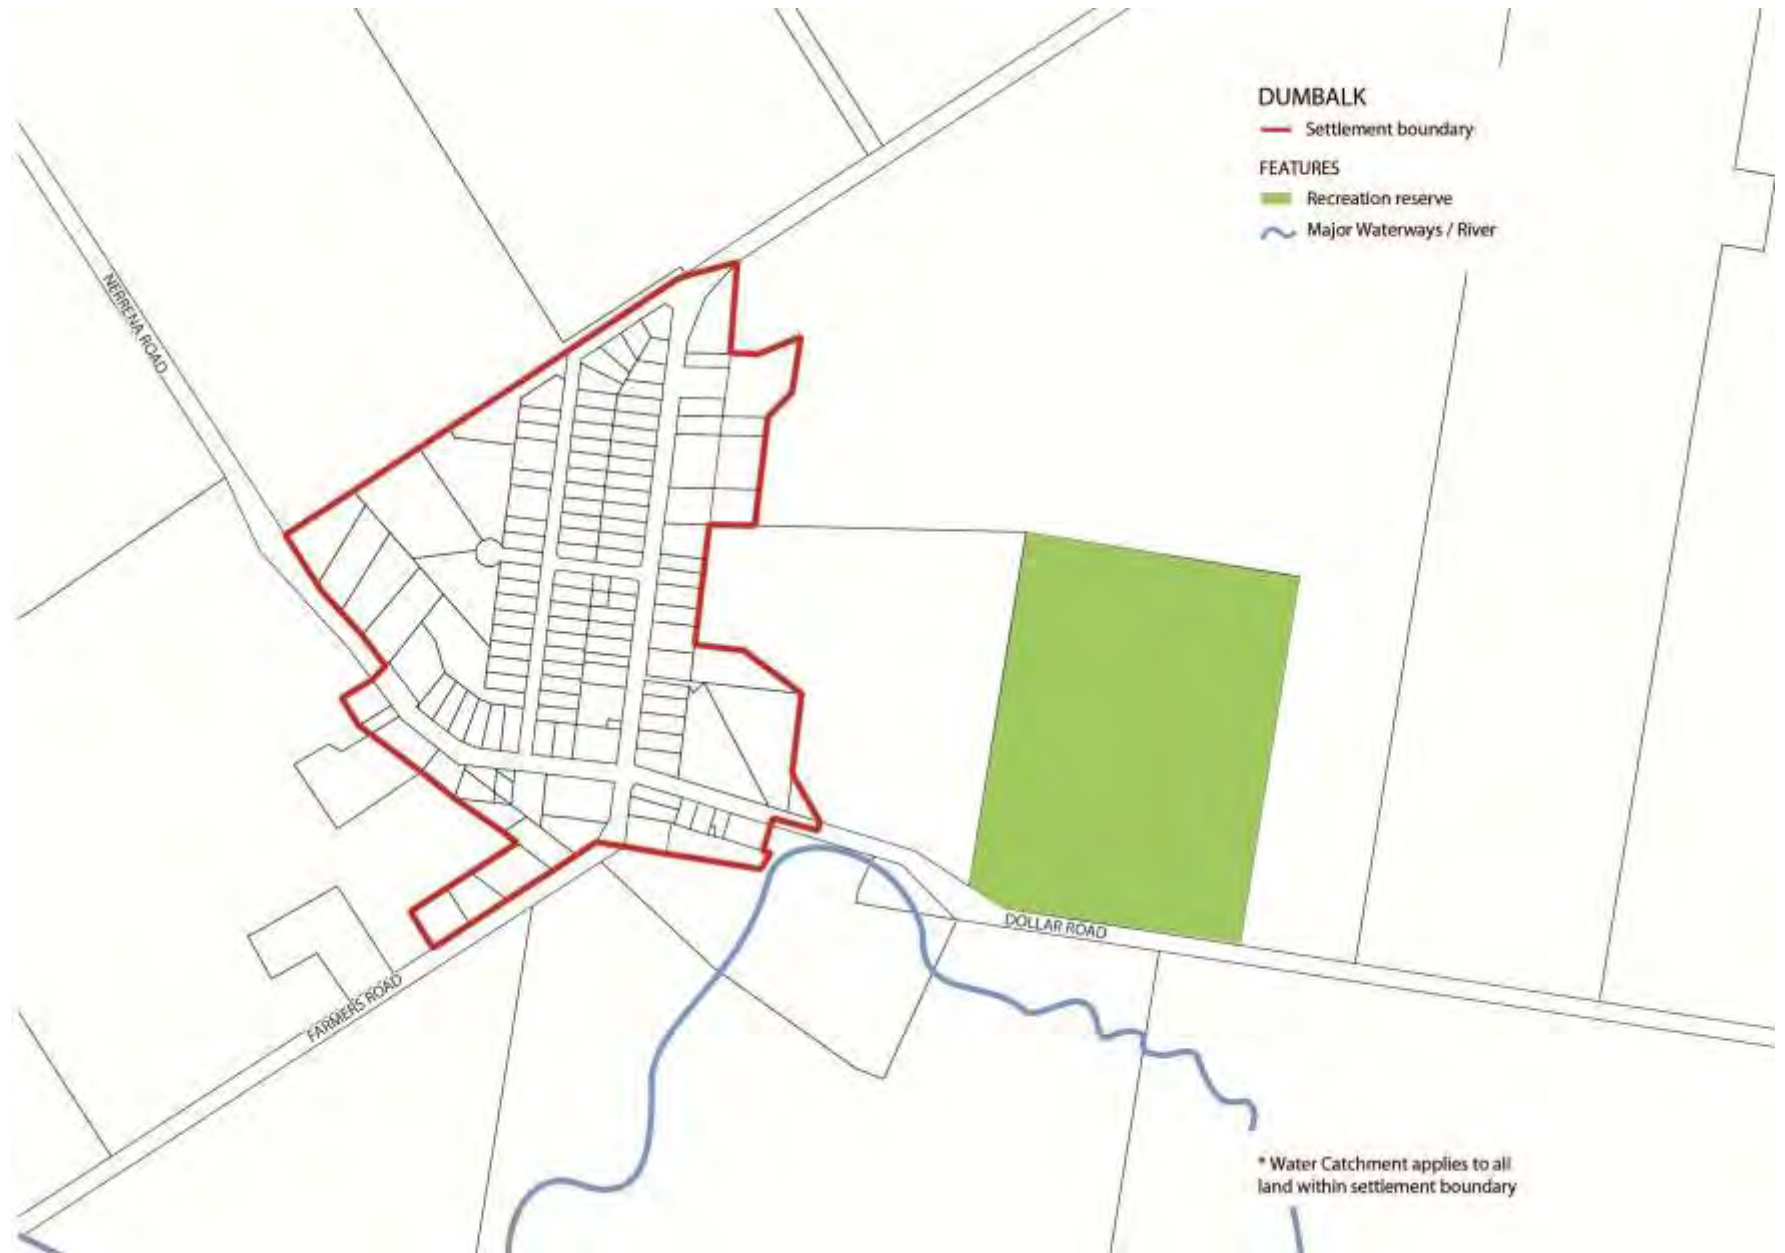 DUMBALK
Settlement boundary
FEATURES
Recreation reserve
Major Waterways / River
NERRENA ROAD
DOLLAR ROAD
FARMERS ROAD
* Water Catchment applies to all
land within settlement boundary